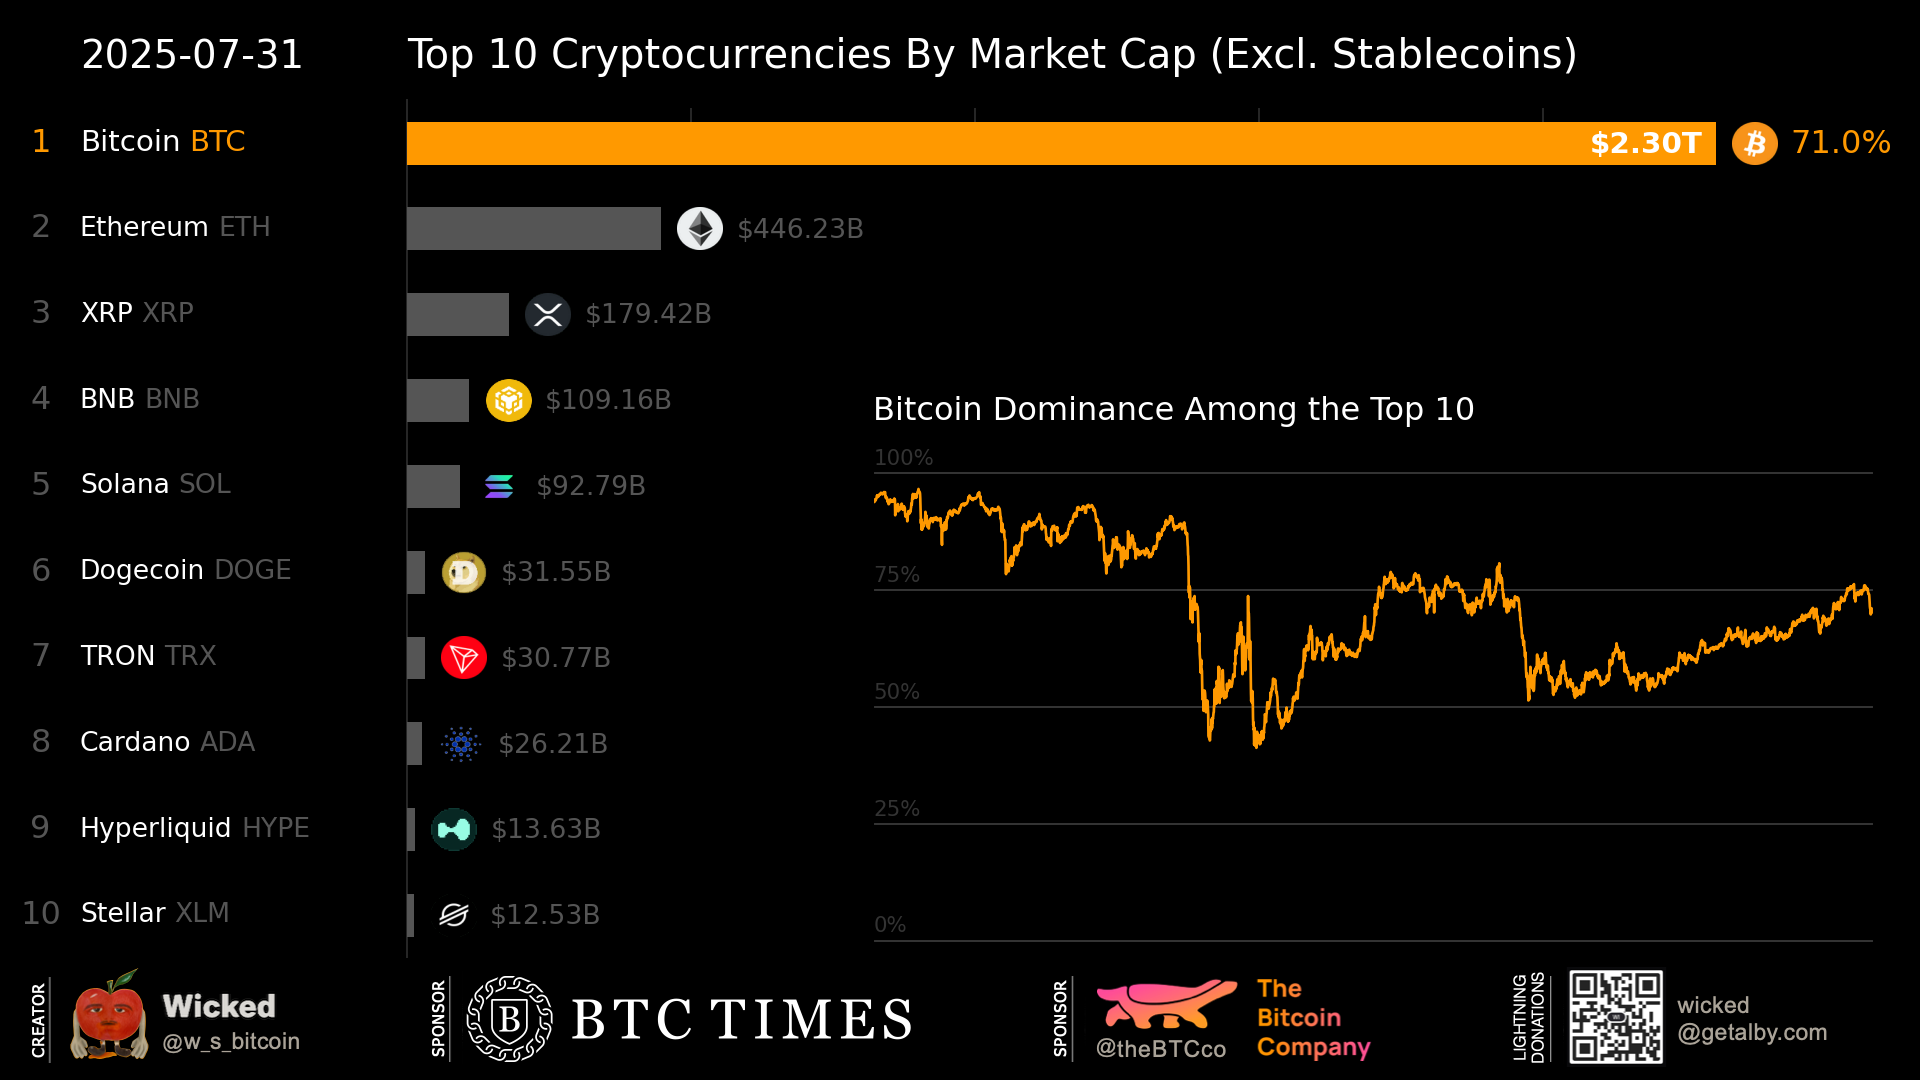 2025-07-31
Top 10 Cryptocurrencies By Market Cap (Excl. Stablecoins)
1 Bitcoin BTC $2.30T 71.0%
2 Ethereum ETH $446.23B
3 XRP XRP $179.42B
4 BNB BNB $109.16B
5 Solana SOL $92.79B
6 Dogecoin DOGE $31.55B
7 TRON TRX $30.77B
8 Cardano ADA $26.21B
9 Hyperliquid HYPE $13.63B
10 Stellar XLM $12.53B
Bitcoin Dominance Among the Top 10
100%
75%
50%
25%
0%
CREATOR
Wicked
@w_s_bitcoin
SPONSOR
B
BTC TIMES
SPONSOR
@theBTCco
The
Bitcoin
Company
LIGHTNING
DONATIONS
wicked
@getalby.com